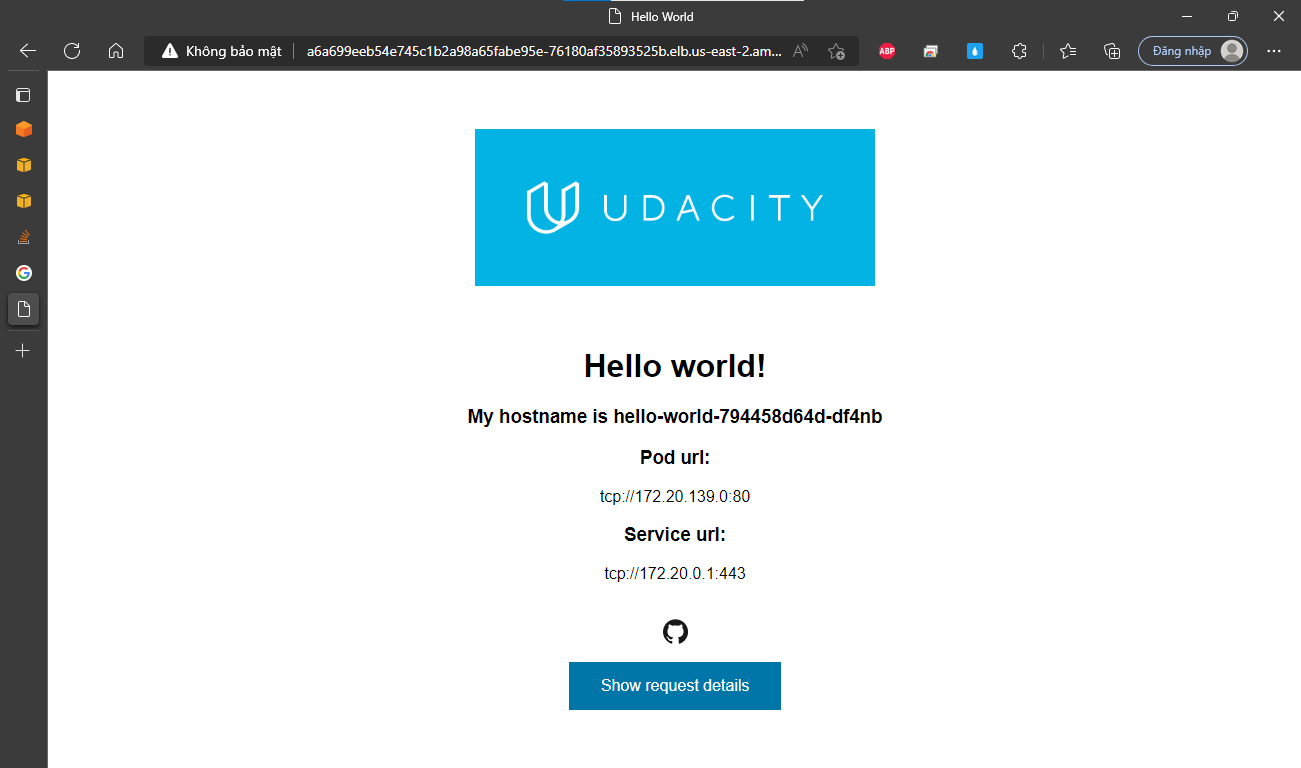 Hello World
Không bảo mật
a6a699eeb54e745c1b2a98a65fabe95e-76180af35893525b.elb.us-east-2.am...
ABP
Đăng nhập
UDACITY
Hello world!
My hostname is hello-world-794458d64d-df4nb
Pod url:
tcp://172.20.139.0:80
Service url:
tcp://172.20.0.1:443
Show request details